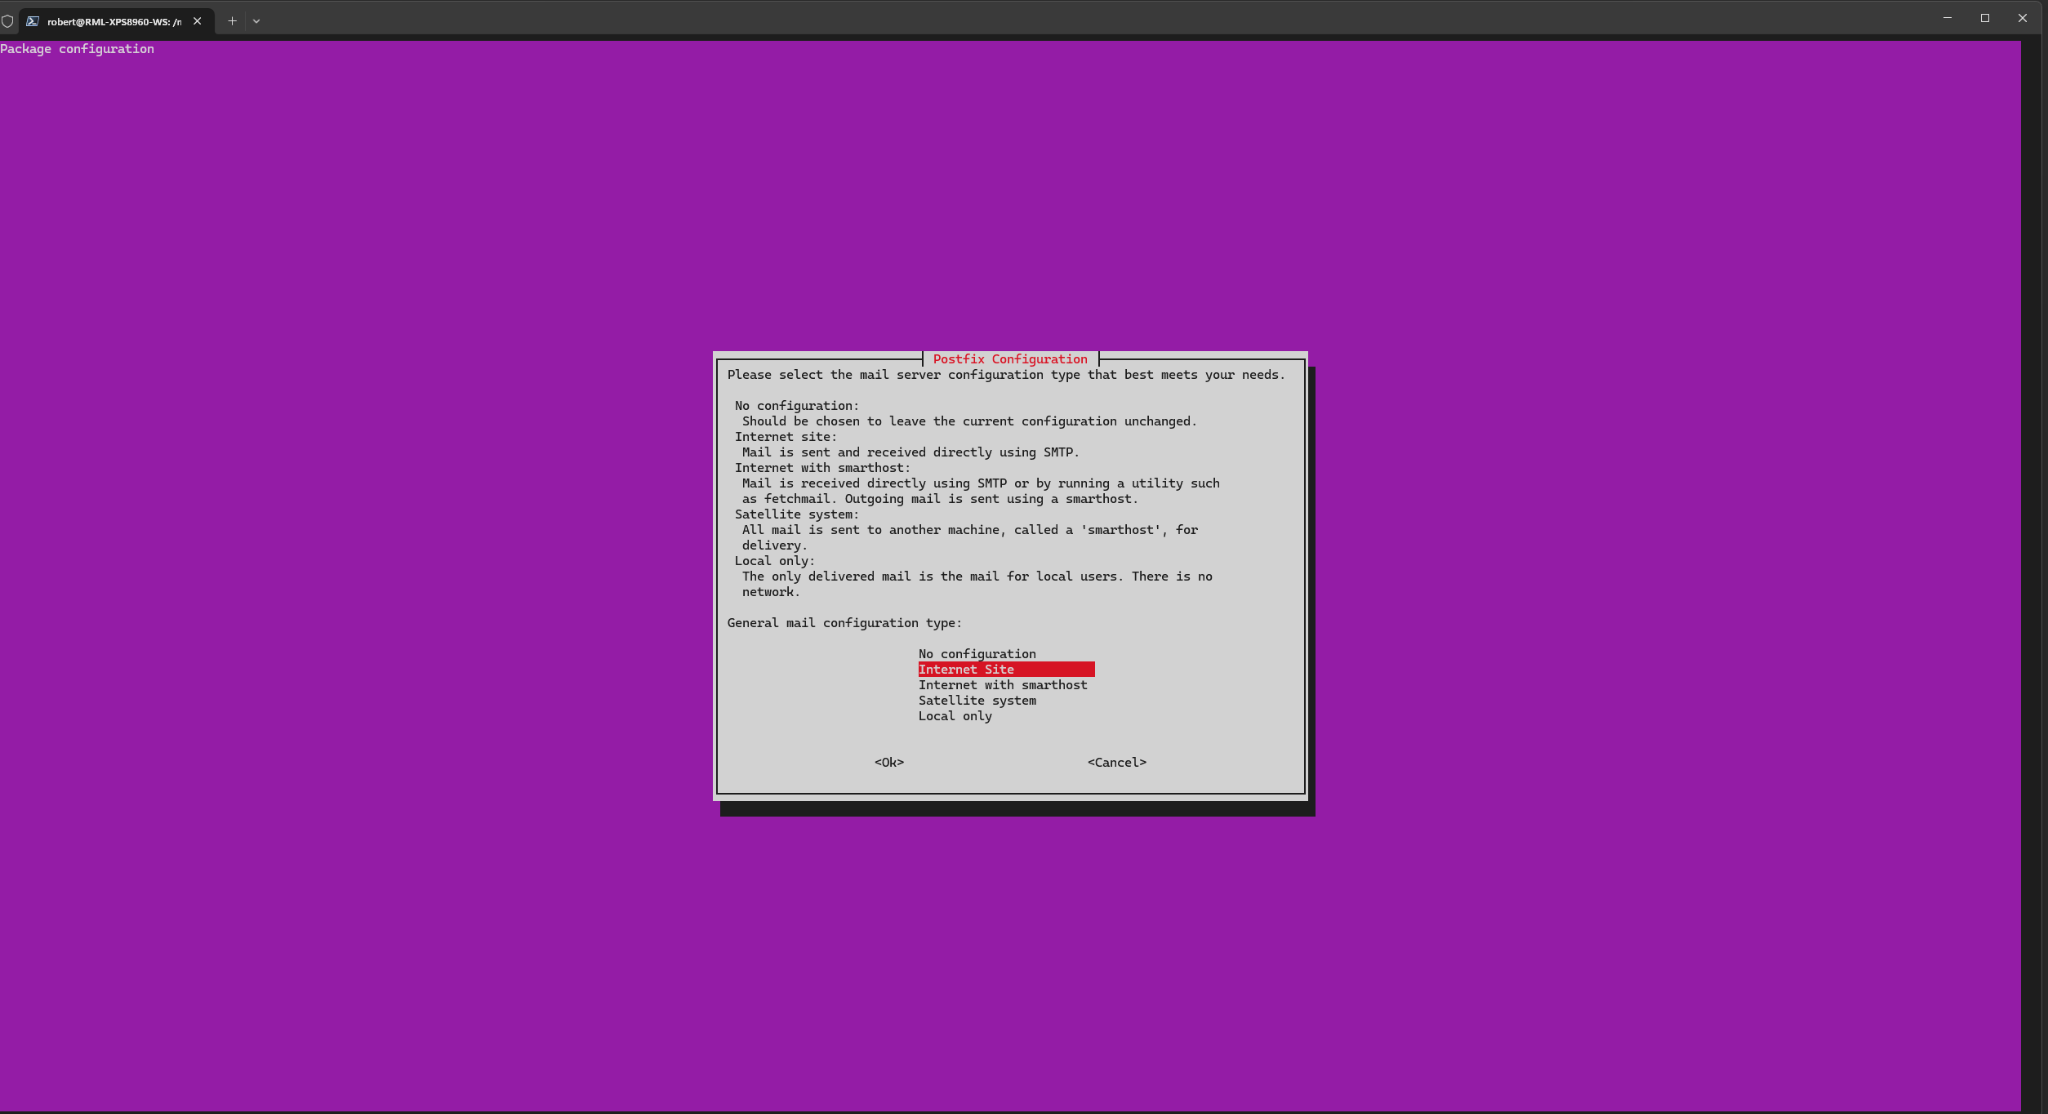 robert@RML-XPS8960-WS: /n
Package configuration
Postfix Configuration
Please select the mail server configuration type that best meets your needs.
No configuration:
Should be chosen to leave the current configuration unchanged.
Internet site:
Mail is sent and received directly using SMTP.
Internet with smarthost:
Mail is received directly using SMTP or by running a utility such
as fetchmail. Outgoing mail is sent using a smarthost.
Satellite system:
All mail is sent to another machine, called a 'smarthost', for
delivery.
Local only:
The only delivered mail is the mail for local users. There is no
network.
General mail configuration type:
No configuration
Internet Site
Internet with smarthost
Satellite system
Local only
<Ok> <Cancel>